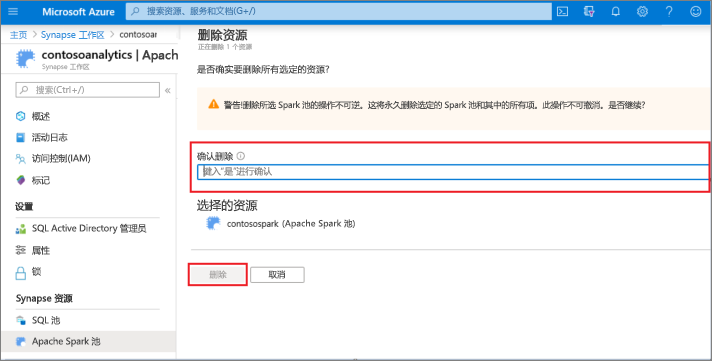 Microsoft Azure
搜索资源、服务和文档(G+/)
主页 > Synapse 工作区 > contosoar
contosoanalytics | Apach
Synapse 工作区
搜索(Ctrl+/)
概述
活动日志
访问控制(IAM)
标记
设置
SQL Active Directory 管理员
属性
锁
Synapse 资源
SQL 池
Apache Spark 池
删除资源
正在删除 1 个资源
是否确实要删除所有选定的资源?
警告!删除所选 Spark 池的操作不可逆。这将永久删除选定的 Spark 池和其中的所有项。此操作不可撤消。是否继续?
确认删除
键入"是"进行确认
选择的资源
contosospark (Apache Spark 池)
删除
取消